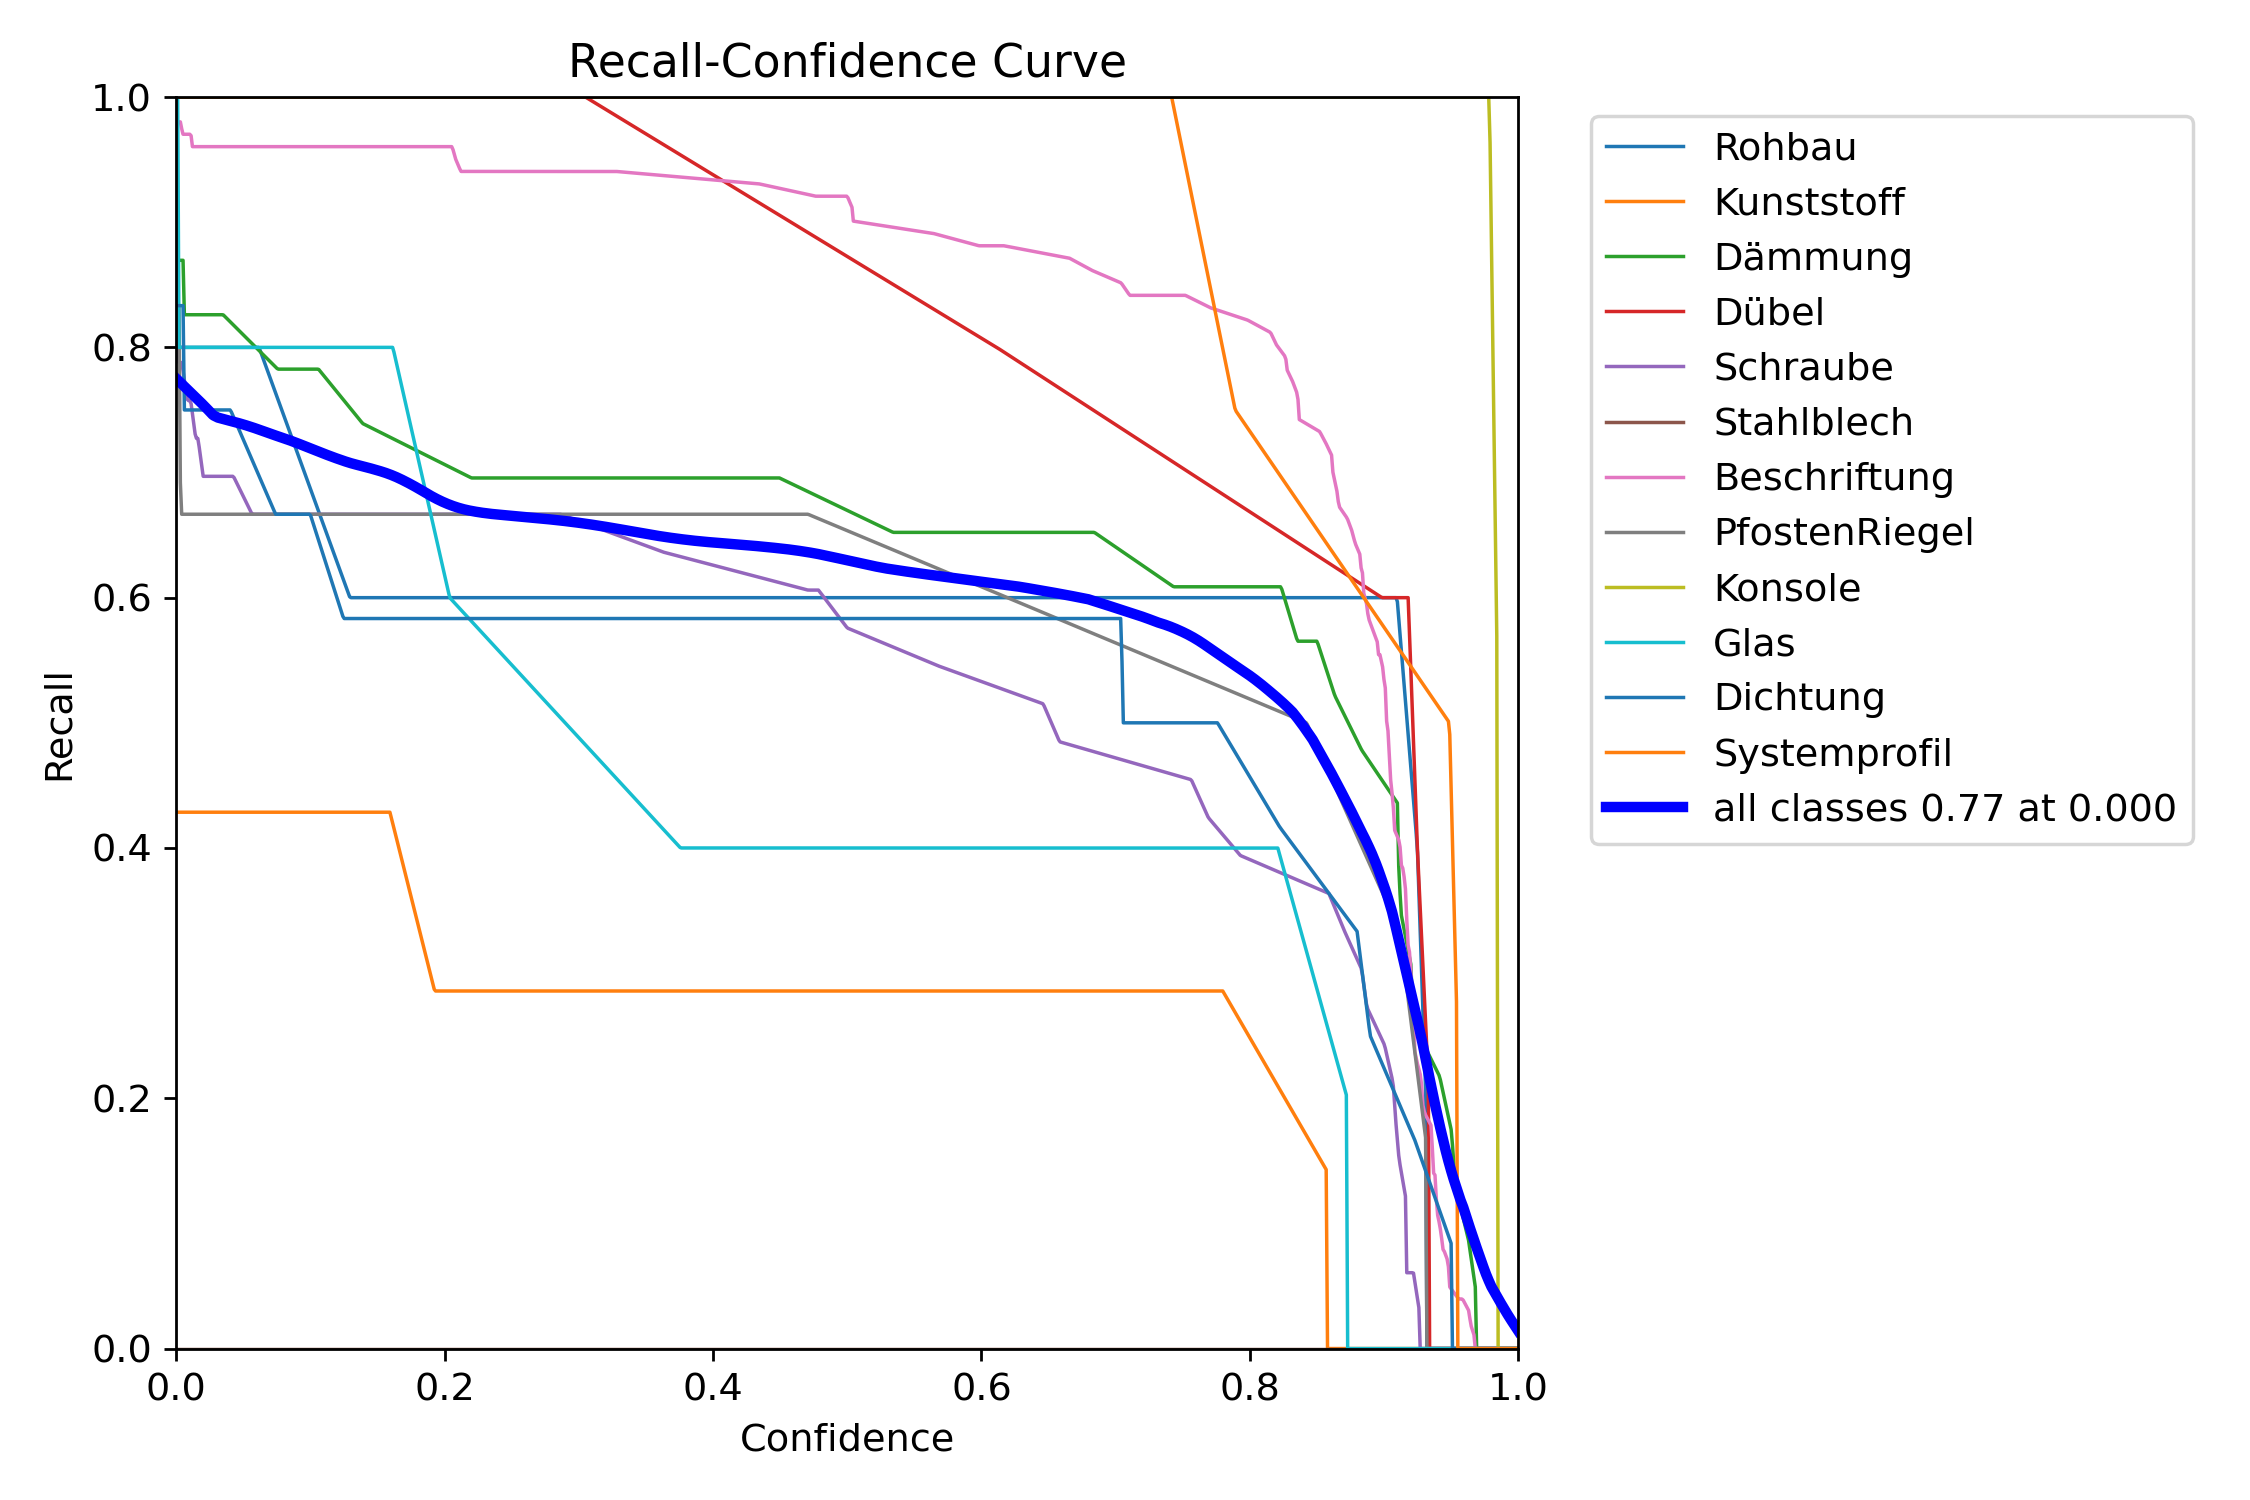 Recall-Confidence Curve
1.0
0.8
0.6
0.4
0.2
0.0
Recall
0.0 0.2 0.4 0.6 0.8 1.0
Confidence
Rohbau
Kunststoff
Dämmung
Dübel
Schraube
Stahlblech
Beschriftung
PfostenRiegel
Konsole
Glas
Dichtung
Systemprofil
all classes 0.77 at 0.000